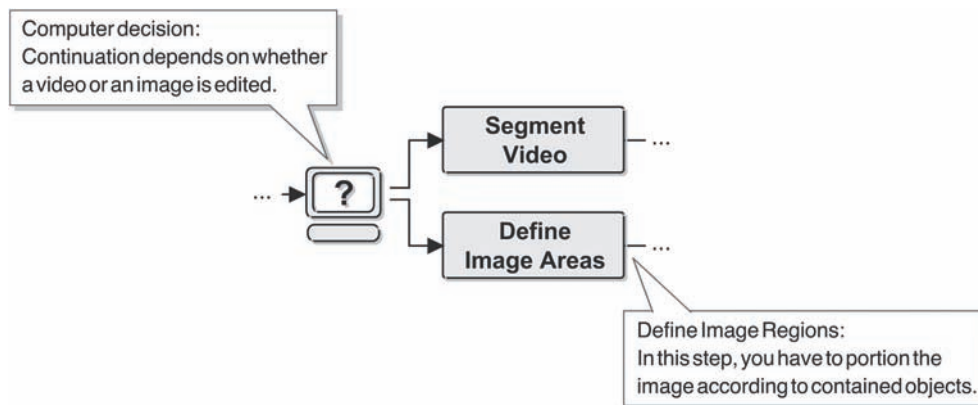 Computer decision:
Continuation depends on whether
a video or an image is edited.
Segment
Video
...
...
?
Define
Image Areas
...
Define Image Regions:
In this step, you have to portion the
image according to contained objects.